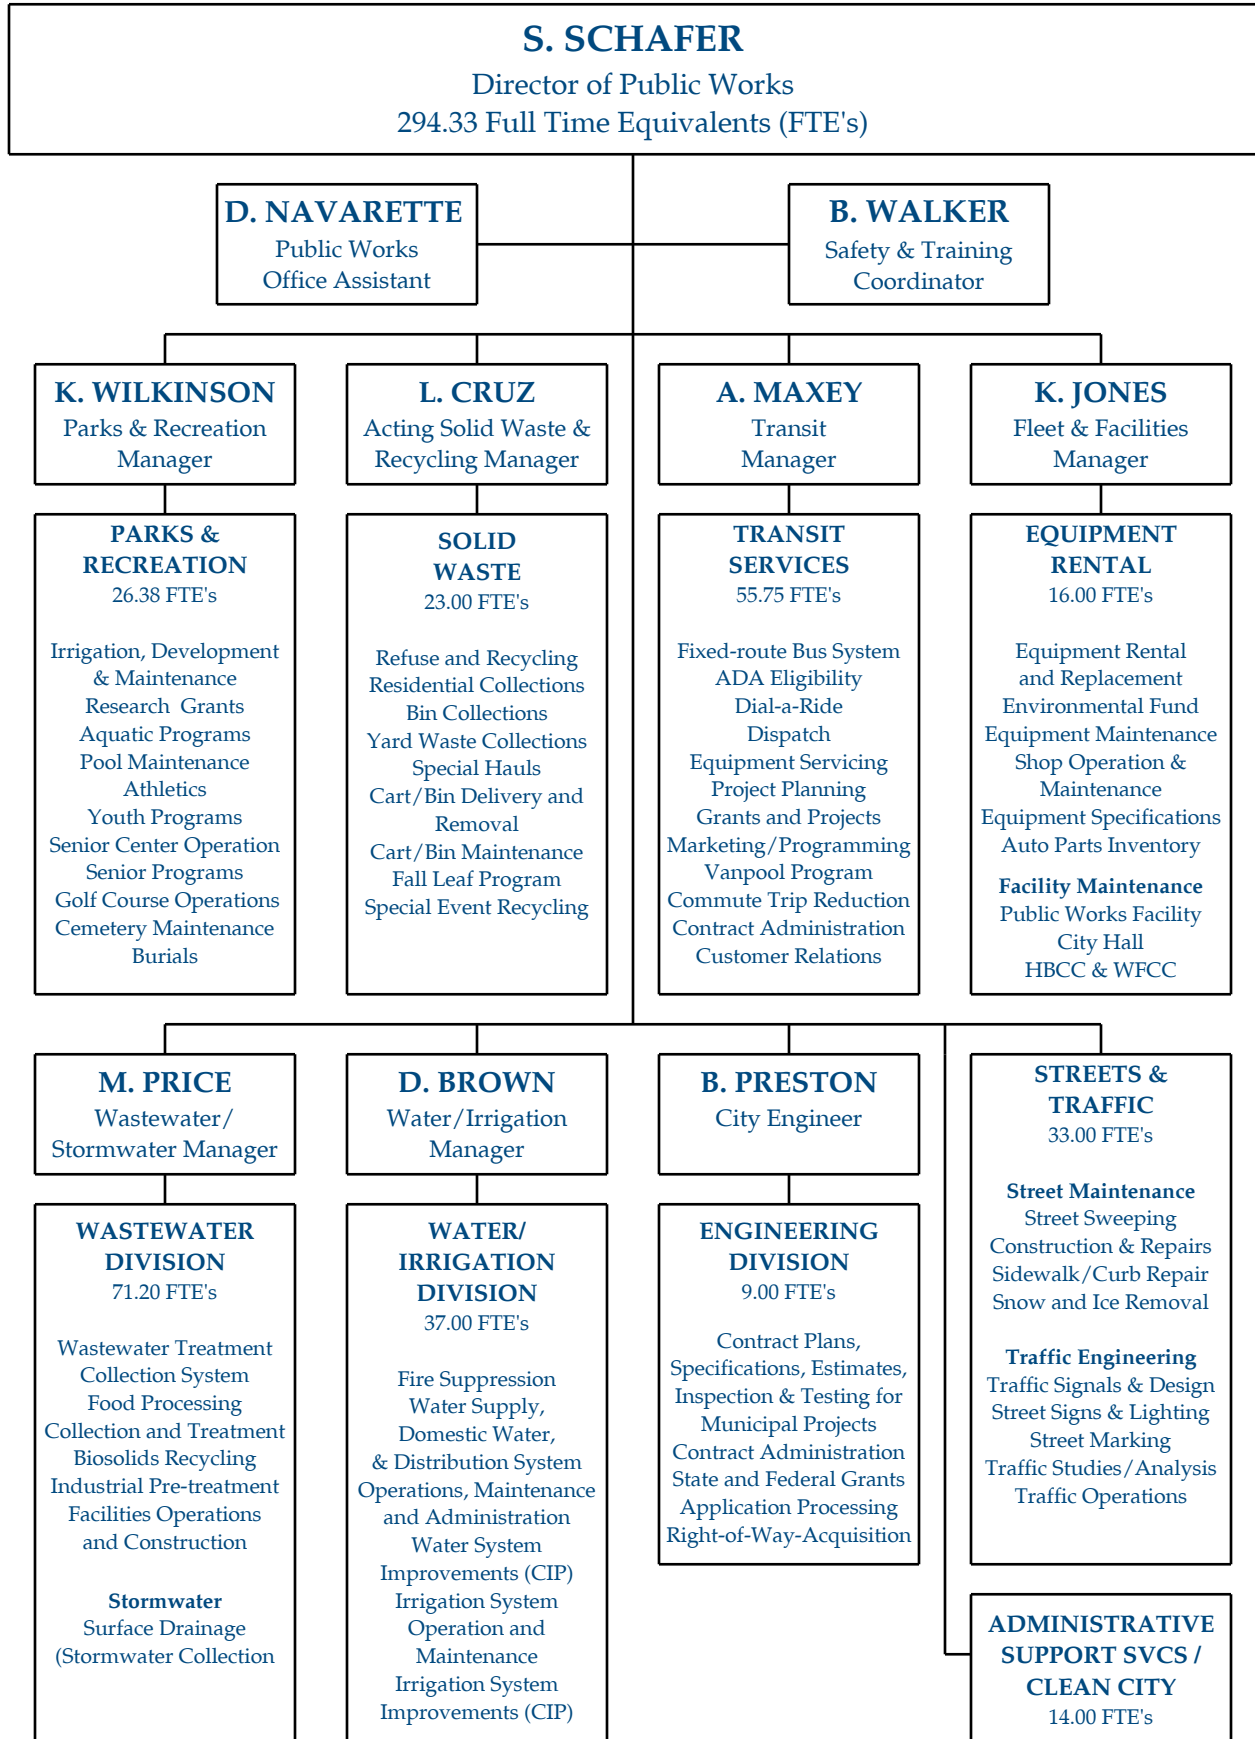 S. SCHAFER
Director of Public Works
294.33 Full Time Equivalents (FTE's)
D. NAVARETTE
Public Works
Office Assistant
B. WALKER
Safety & Training
Coordinator
K. WILKINSON
Parks & Recreation
Manager
L. CRUZ
Acting Solid Waste &
Recycling Manager
A. MAXEY
Transit
Manager
K. JONES
Fleet & Facilities
Manager
PARKS &
RECREATION
26.38 FTE's
Irrigation, Development
& Maintenance
Research  Grants
Aquatic Programs
Pool Maintenance
Athletics
Youth Programs
Senior Center Operation
Senior Programs
Golf Course Operations
Cemetery Maintenance
Burials
SOLID
WASTE
23.00 FTE's
Refuse and Recycling
Residential Collections
Bin Collections
Yard Waste Collections
Special Hauls
Cart/Bin Delivery and
Removal
Cart/Bin Maintenance
Fall Leaf Program
Special Event Recycling
TRANSIT
SERVICES
55.75 FTE's
Fixed-route Bus System
ADA Eligibility
Dial-a-Ride
Dispatch
Equipment Servicing
Project Planning
Grants and Projects
Marketing/Programming
Vanpool Program
Commute Trip Reduction
Contract Administration
Customer Relations
EQUIPMENT
RENTAL
16.00 FTE's
Equipment Rental
and Replacement
Environmental Fund
Equipment Maintenance
Shop Operation &
Maintenance
Equipment Specifications
Auto Parts Inventory
Facility Maintenance
Public Works Facility
City Hall
HBCC & WFCC
M. PRICE
Wastewater/
Stormwater Manager
D. BROWN
Water/Irrigation
Manager
B. PRESTON
City Engineer
STREETS &
TRAFFIC
33.00 FTE's
Street Maintenance
Street Sweeping
Construction & Repairs
Sidewalk/Curb Repair
Snow and Ice Removal
Traffic Engineering
Traffic Signals & Design
Street Signs & Lighting
Street Marking
Traffic Studies/Analysis
Traffic Operations
WASTEWATER
DIVISION
71.20 FTE's
Wastewater Treatment
Collection System
Food Processing
Collection and Treatment
Biosolids Recycling
Industrial Pre-treatment
Facilities Operations
and Construction
Stormwater
Surface Drainage
(Stormwater Collection
WATER/
IRRIGATION
DIVISION
37.00 FTE's
Fire Suppression
Water Supply,
Domestic Water,
& Distribution System
Operations, Maintenance
and Administration
Water System
Improvements (CIP)
Irrigation System
Operation and
Maintenance
Irrigation System
Improvements (CIP)
ENGINEERING
DIVISION
9.00 FTE's
Contract Plans,
Specifications, Estimates,
Inspection & Testing for
Municipal Projects
Contract Administration
State and Federal Grants
Application Processing
Right-of-Way-Acquisition
ADMINISTRATIVE
SUPPORT SVCS /
CLEAN CITY
14.00 FTE's